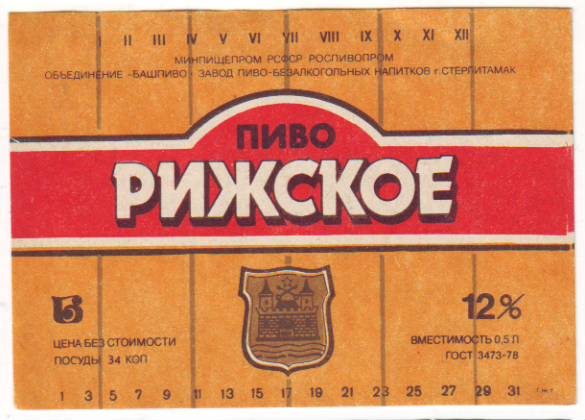 I II III IV V VI VII VIII IX X XI XII
МИНПИЩЕПРОМ РСФСР РОСПИВОПРОМ
ОБЪЕДИНЕНИЕ «БАШПИВО» ЗАВОД ПИВО-БЕЗАЛКОГОЛЬНЫХ НАПИТКОВ г. СТЕРЛИТАМАК
ПИВО
РИЖСКОЕ
Б
12%
ЦЕНА БЕЗ СТОИМОСТИ
ПОСУДЫ 34 КОП
ВМЕСТИМОСТЬ 0,5 Л
ГОСТ 3473-78
1 3 5 7 9 11 13 15 17 19 21 23 25 27 29 31